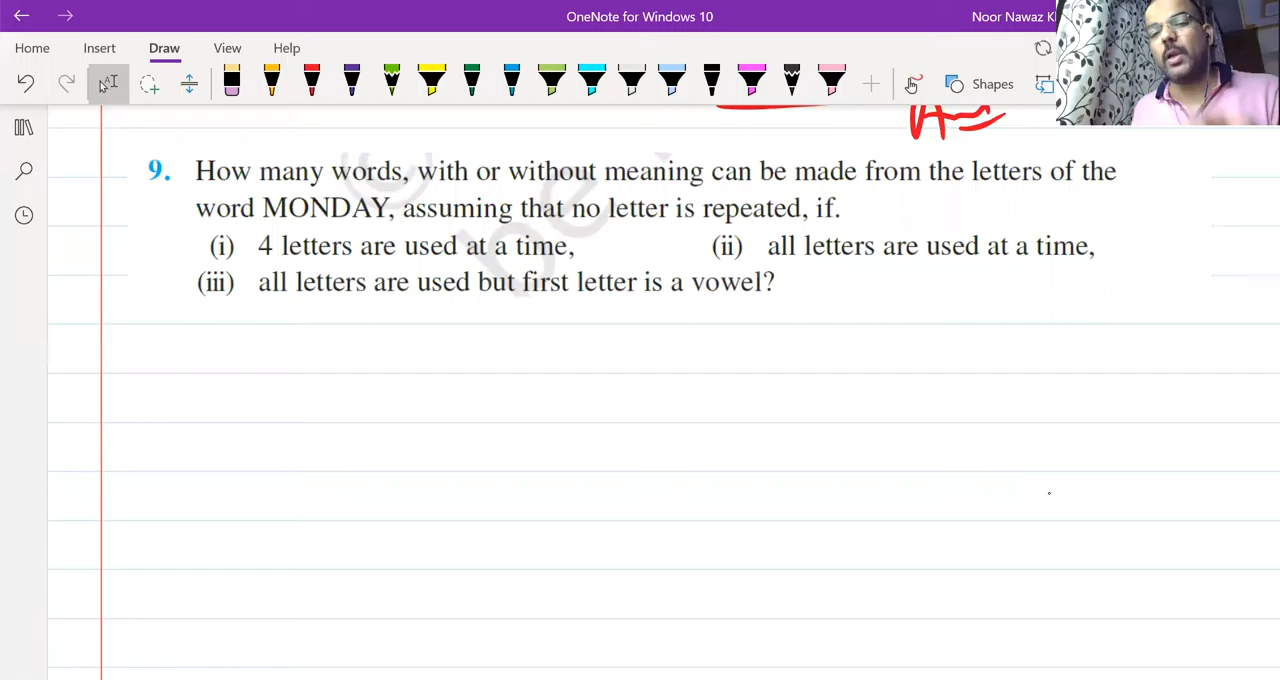 OneNote for Windows 10
Noor Nawaz K
Home Insert Draw View Help
Shapes
9. How many words, with or without meaning can be made from the letters of the
word MONDAY, assuming that no letter is repeated, if.
(i) 4 letters are used at a time, (ii) all letters are used at a time,
(iii) all letters are used but first letter is a vowel?
be